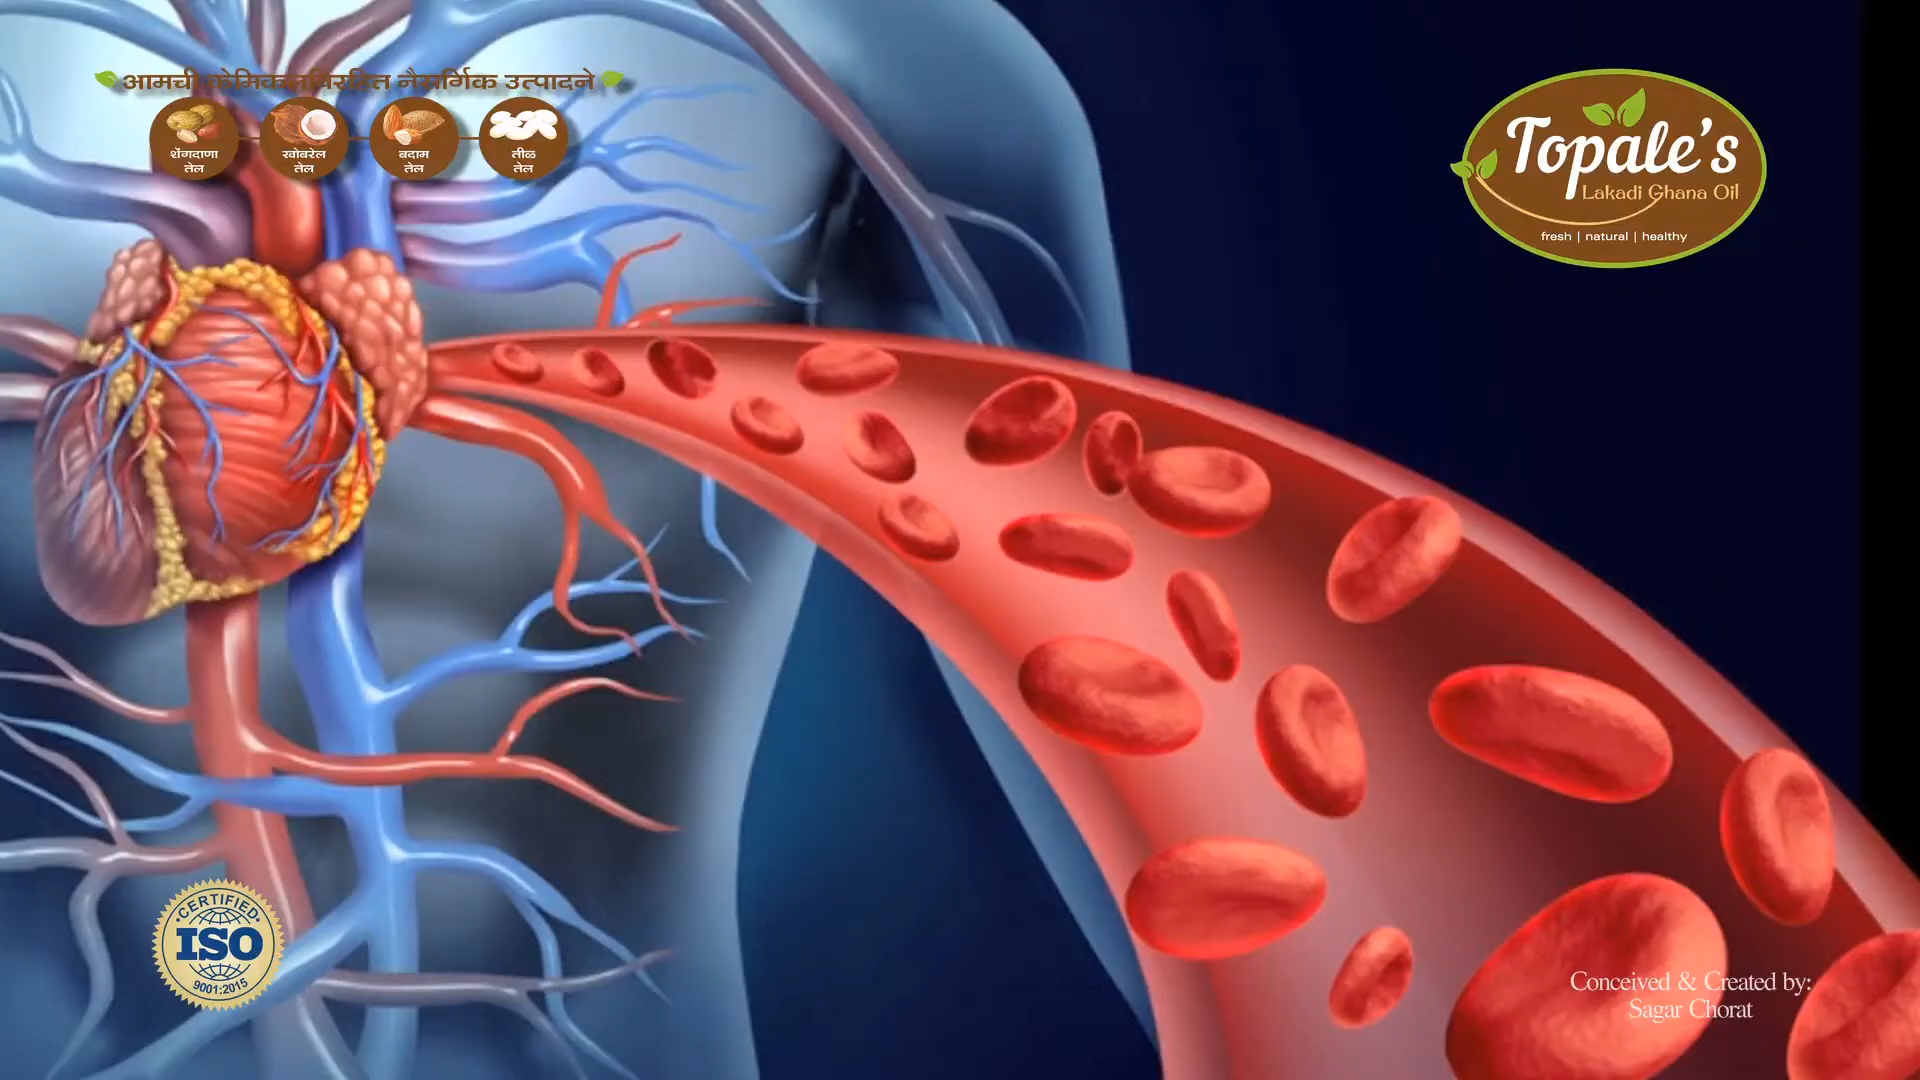 आमची केमिकलविरहित नैसर्गिक उत्पादने
शेंगदाणा
तेल
खोबरेल
तेल
बदाम
तेल
तीळ
तेल
Topale's
Lakadi Ghana Oil
fresh | natural | healthy
CERTIFIED
ISO
9001:2015
Conceived & Created by:
Sagar Chorat